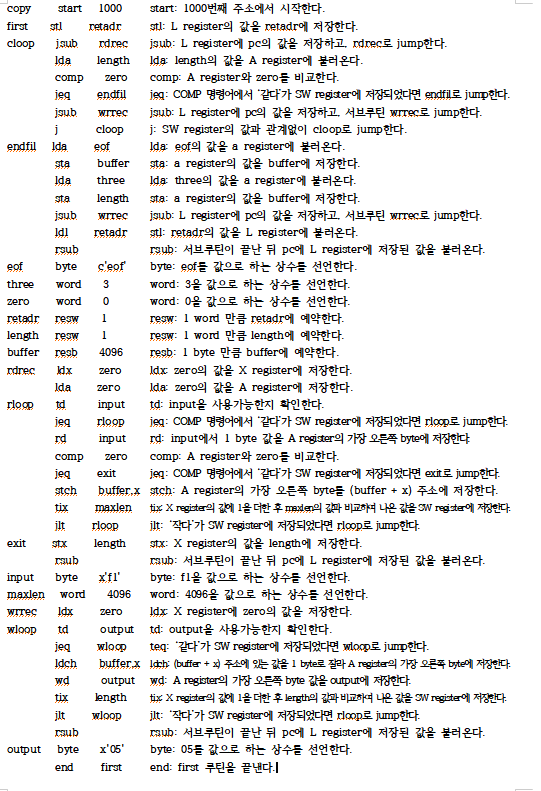 copy start 1000 start: 1000번째 주소에서 시작한다.
first stl retadr stl: L register의 값을 retadr에 저장한다.
cloop jsub rdrec jsub: L register에 pc의 값을 저장하고, rdrec로 jump한다.
lda length lda: length의 값을 A register에 불러온다.
comp zero comp: A register와 zero를 비교한다.
jeq endfil jeq: COMP 명령어에서 '같다'가 SW register에 저장되었다면 endfil로 jump한다.
jsub wrrec jsub: L register에 pc의 값을 저장하고, 서브루틴 wrrec로 jump한다.
j cloop j: SW register의 값과 관계없이 cloop로 jump한다.
endfil lda eof lda: eof의 값을 a register에 불러온다.
sta buffer sta: a register의 값을 buffer에 저장한다.
lda three lda: three의 값을 a register에 불러온다.
sta length sta: a register의 값을 buffer에 저장한다.
jsub wrrec jsub: L register에 pc의 값을 저장하고, 서브루틴 wrrec로 jump한다.
ldl retadr stl: retadr의 값을 L register에 불러온다.
rsub rsub: 서브루틴이 끝난 뒤 pc에 L register에 저장된 값을 불러온다.
eof byte c'eof' byte: eof를 값으로 하는 상수를 선언한다.
three word 3 word: 3을 값으로 하는 상수를 선언한다.
zero word 0 word: 0을 값으로 하는 상수를 선언한다.
retadr resw 1 resw: 1 word 만큼 retadr에 예약한다.
length resw 1 resw: 1 word 만큼 length에 예약한다.
buffer resb 4096 resb: 1 byte 만큼 buffer에 예약한다.
rdrec ldx zero ldx: zero의 값을 X register에 저장한다.
lda zero lda: zero의 값을 A register에 저장한다.
rloop td input td: input을 사용가능한지 확인한다.
jeq rloop jeq: COMP 명령어에서 '같다'가 SW register에 저장되었다면 rloop로 jump한다.
rd input rd: input에서 1 byte 값을 A register의 가장 오른쪽 byte에 저장한다
comp zero comp: A register와 zero를 비교한다.
jeq exit jeq: COMP 명령어에서 '같다'가 SW register에 저장되었다면 exit로 jump한다.
stch buffer,x stch: A register의 가장 오른쪽 byte를 (buffer + x) 주소에 저장한다.
tix maxlen tix: X register의 값에 1을 더한 후 maxlen의 값과 비교하여 나온 값을 SW register에 저장한다.
jlt rloop jlt: '작다'가 SW register에 저장되었다면 rloop로 jump한다.
exit stx length stx: X register의 값을 length에 저장한다.
rsub rsub: 서브루틴이 끝난 뒤 pc에 L register에 저장된 값을 불러온다.
input byte x'f1' byte: f1을 값으로 하는 상수를 선언한다.
maxlen word 4096 word: 4096을 값으로 하는 상수를 선언한다.
wrrec ldx zero ldx: X register에 zero의 값을 저장한다.
wloop td output td: output을 사용가능한지 확인한다.
jeq wloop teq: '같다'가 SW register에 저장되었다면 wloop로 jump한다.
ldch buffer,x ldch: (buffer + x) 주소에 있는 값을 1 byte로 잘라 A register의 가장 오른쪽 byte에 저장한다.
wd output wd: A register의 가장 오른쪽 byte 값을 output에 저장한다.
tix length tix: X register의 값에 1을 더한 후 length의 값과 비교하여 나온 값을 SW register에 저장한다.
jlt wloop jlt: '작다'가 SW register에 저장되었다면 rloop로 jump한다.
rsub rsub: 서브루틴이 끝난 뒤 pc에 L register에 저장된 값을 불러온다.
output byte x'05' byte: 05를 값으로 하는 상수를 선언한다.
end first end: first 루틴을 끝낸다.